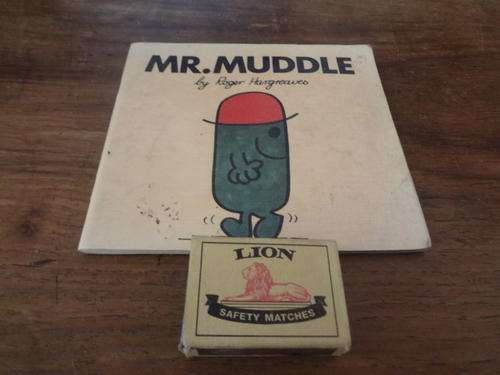 MR. MUDDLE
by Roger Hargreaves
LION
SAFETY MATCHES